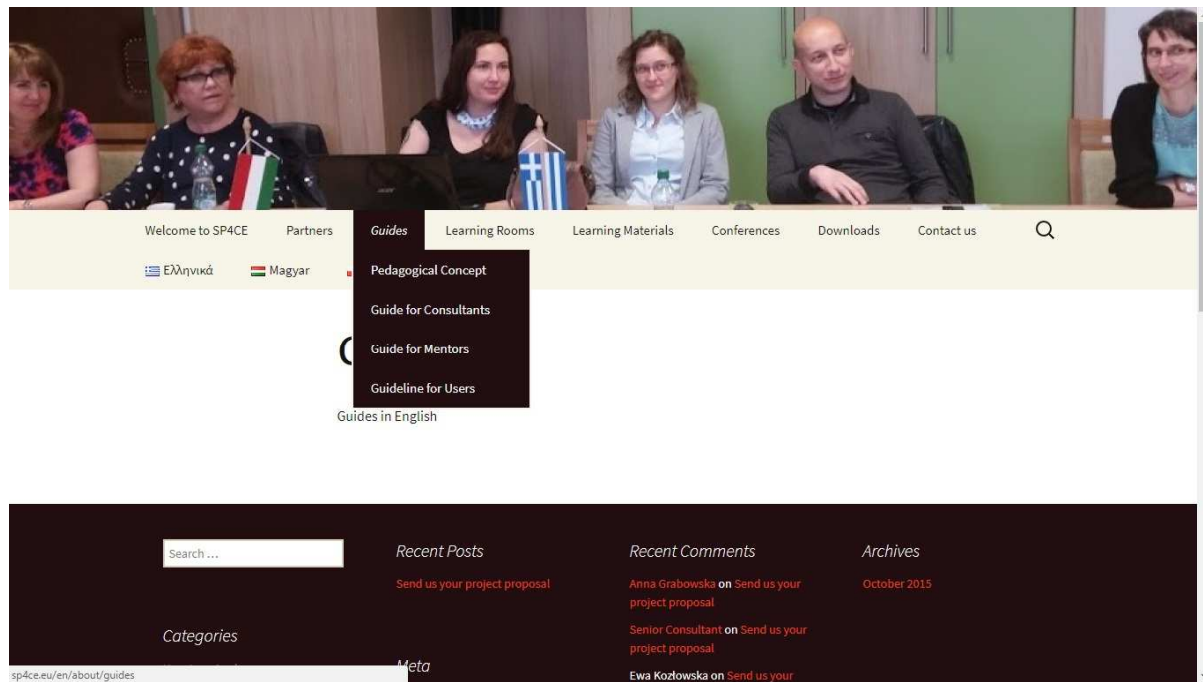 acer
Welcome to SP4CE Partners Guides Learning Rooms Learning Materials Conferences Downloads Contact us
Ελληνικά Magyar
Pedagogical Concept
Guide for Consultants
Guide for Mentors
Guideline for Users
Guides in English
Search ...
Recent Posts
Send us your project proposal
Recent Comments
Anna Grabowska on Send us your
project proposal
Senior Consultant on Send us your
project proposal
Ewa Kozłowska on Send us your
Archives
October 2015
Categories
Meta
sp4ce.eu/en/about/guides